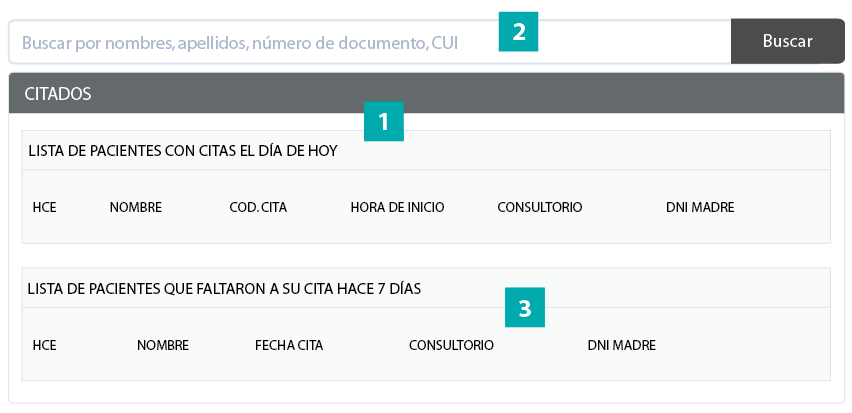 Buscar por nombres, apellidos, número de documento, CUI 2 Buscar
CITADOS
1
LISTA DE PACIENTES CON CITAS EL DÍA DE HOY
HCE NOMBRE COD. CITA HORA DE INICIO CONSULTORIO DNI MADRE
LISTA DE PACIENTES QUE FALTARON A SU CITA HACE 7 DÍAS
3
HCE NOMBRE FECHA CITA CONSULTORIO DNI MADRE